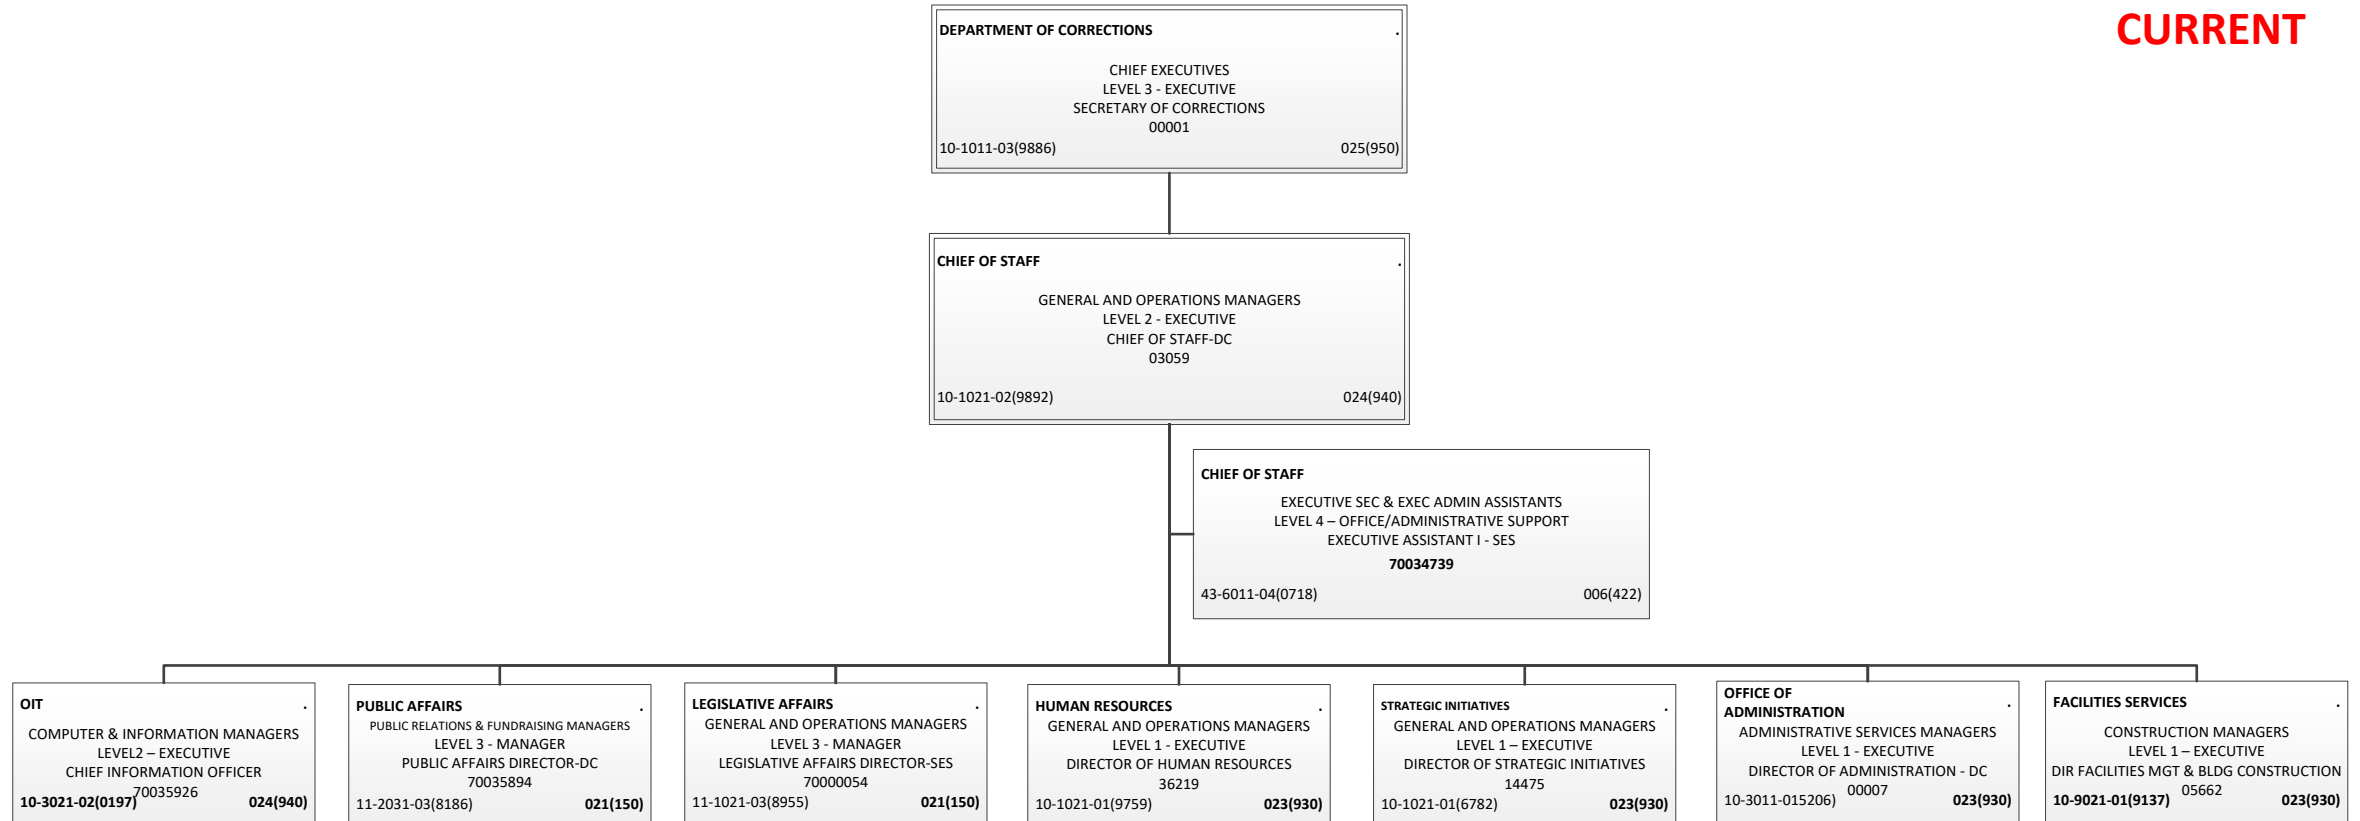 CURRENT
DEPARTMENT OF CORRECTIONS .
CHIEF EXECUTIVES
LEVEL 3 - EXECUTIVE
SECRETARY OF CORRECTIONS
00001
10-1011-03(9886) 025(950)
CHIEF OF STAFF .
GENERAL AND OPERATIONS MANAGERS
LEVEL 2 - EXECUTIVE
CHIEF OF STAFF-DC
03059
10-1021-02(9892) 024(940)
CHIEF OF STAFF
EXECUTIVE SEC & EXEC ADMIN ASSISTANTS
LEVEL 4 – OFFICE/ADMINISTRATIVE SUPPORT
EXECUTIVE ASSISTANT I - SES
70034739
43-6011-04(0718) 006(422)
OIT .
COMPUTER & INFORMATION MANAGERS
LEVEL2 – EXECUTIVE
CHIEF INFORMATION OFFICER
70035926
10-3021-02(0197) 024(940)
PUBLIC AFFAIRS .
PUBLIC RELATIONS & FUNDRAISING MANAGERS
LEVEL 3 - MANAGER
PUBLIC AFFAIRS DIRECTOR-DC
70035894
11-2031-03(8186) 021(150)
LEGISLATIVE AFFAIRS .
GENERAL AND OPERATIONS MANAGERS
LEVEL 3 - MANAGER
LEGISLATIVE AFFAIRS DIRECTOR-SES
70000054
11-1021-03(8955) 021(150)
HUMAN RESOURCES .
GENERAL AND OPERATIONS MANAGERS
LEVEL 1 - EXECUTIVE
DIRECTOR OF HUMAN RESOURCES
36219
10-1021-01(9759) 023(930)
STRATEGIC INITIATIVES .
GENERAL AND OPERATIONS MANAGERS
LEVEL 1 – EXECUTIVE
DIRECTOR OF STRATEGIC INITIATIVES
14475
10-1021-01(6782) 023(930)
OFFICE OF
ADMINISTRATION .
ADMINISTRATIVE SERVICES MANAGERS
LEVEL 1 - EXECUTIVE
DIRECTOR OF ADMINISTRATION - DC
00007
10-3011-015206) 023(930)
FACILITIES SERVICES .
CONSTRUCTION MANAGERS
LEVEL 1 – EXECUTIVE
DIR FACILITIES MGT & BLDG CONSTRUCTION
05662
10-9021-01(9137) 023(930)